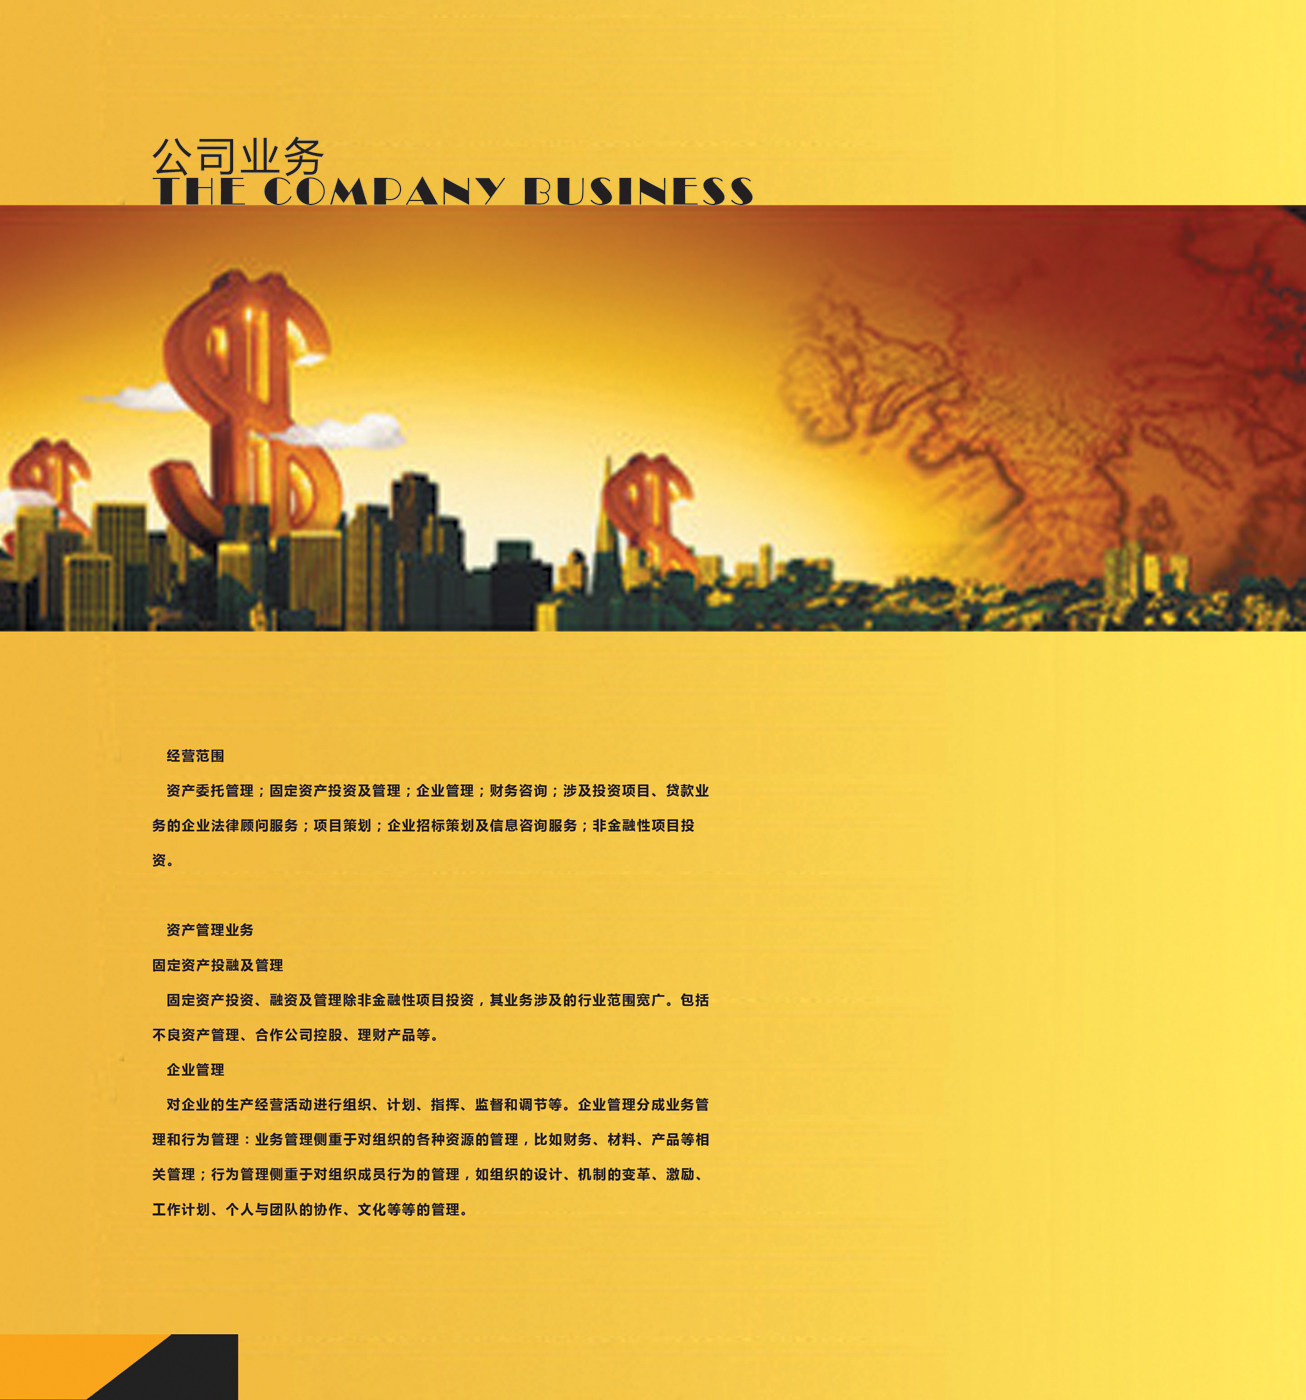 公司业务
THE COMPANY BUSINESS
经营范围
资产委托管理；固定资产投资及管理；企业管理；财务咨询；涉及投资项目、贷款业
务的企业法律顾问服务；项目策划；企业招标策划及信息咨询服务；非金融性项目投
资。
资产管理业务
固定资产投融及管理
固定资产投资、融资及管理除非金融性项目投资，其业务涉及的行业范围宽广。包括
不良资产管理、合作公司控股、理财产品等。
企业管理
对企业的生产经营活动进行组织、计划、指挥、监督和调节等。企业管理分成业务管
理和行为管理：业务管理侧重于对组织的各种资源的管理，比如财务、材料、产品等相
关管理；行为管理侧重于对组织成员行为的管理，如组织的设计、机制的变革、激励、
工作计划、个人与团队的协作、文化等等的管理。